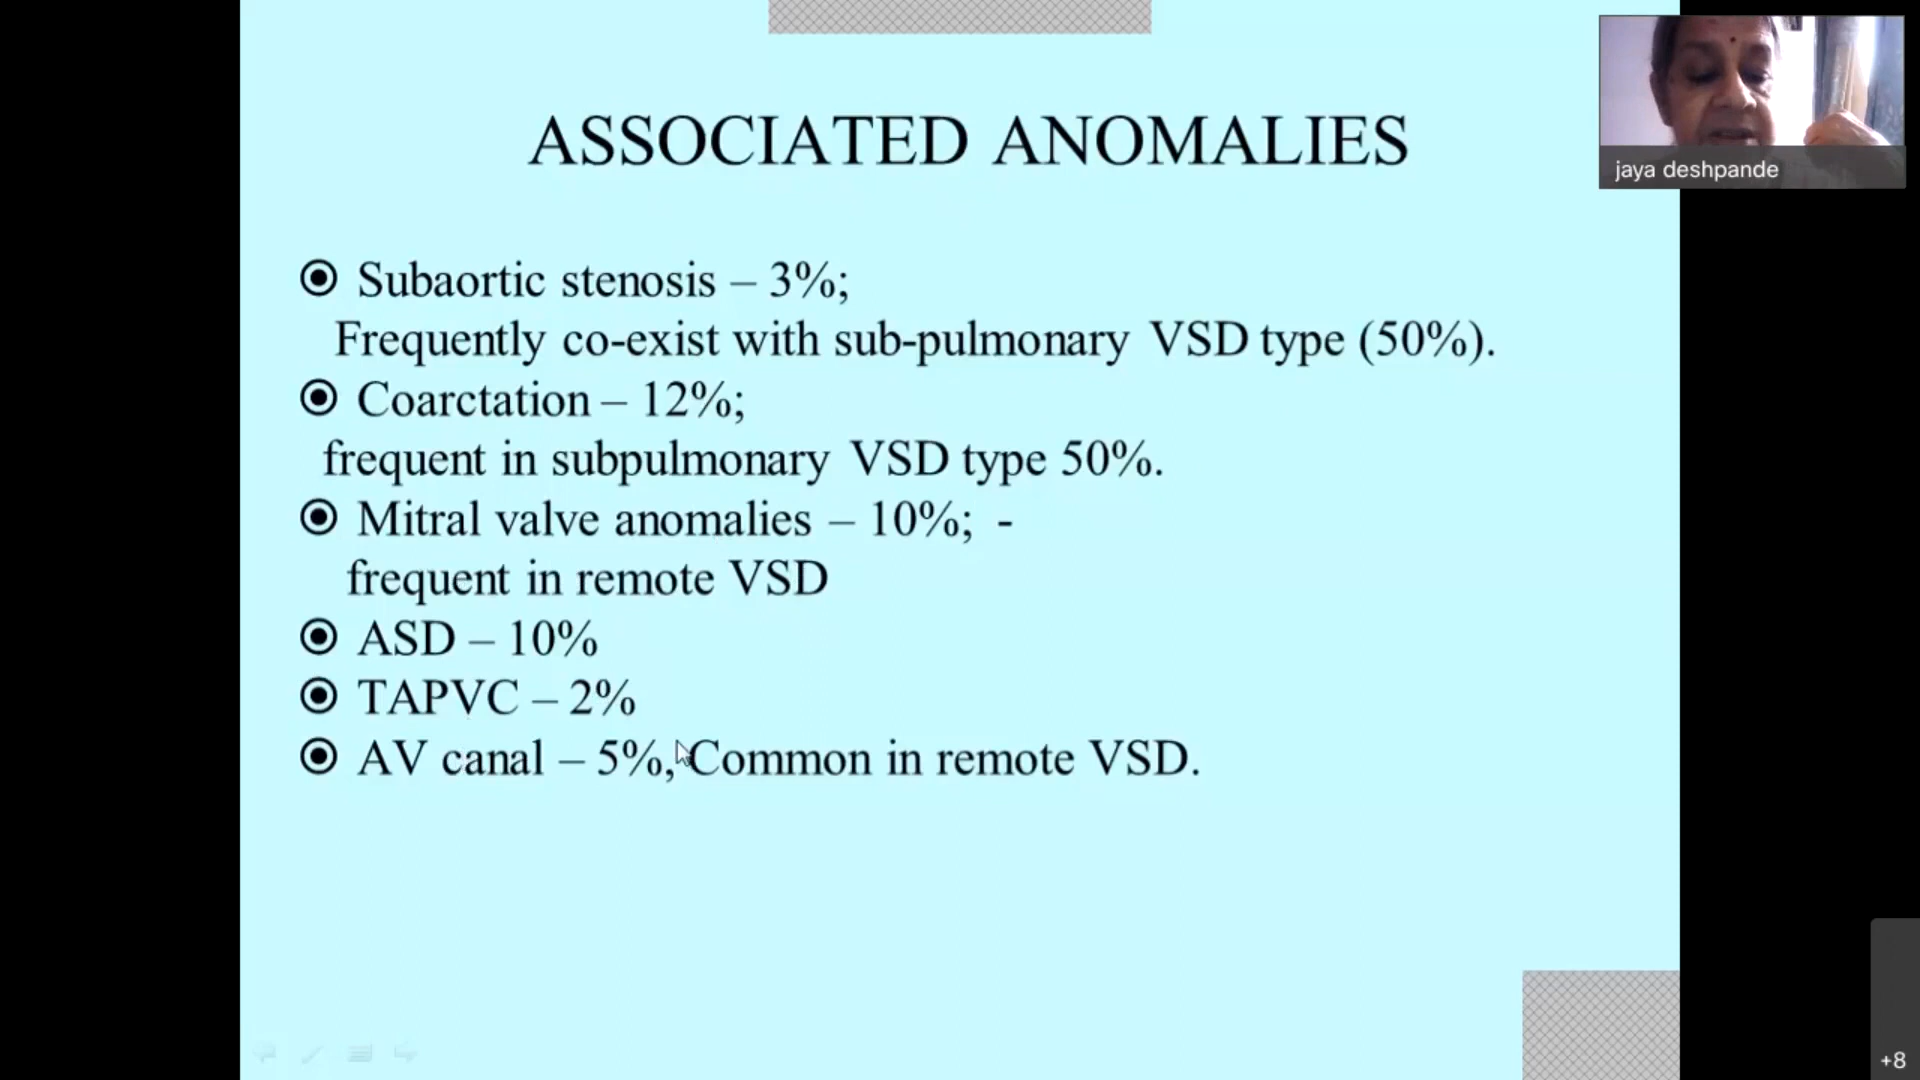 ASSOCIATED ANOMALIES
jaya deshpande
Subaortic stenosis – 3%;
Frequently co-exist with sub-pulmonary VSD type (50%).
Coarctation – 12%;
frequent in subpulmonary VSD type 50%.
Mitral valve anomalies – 10%; -
frequent in remote VSD
ASD – 10%
TAPVC – 2%
AV canal – 5%, Common in remote VSD.
+8